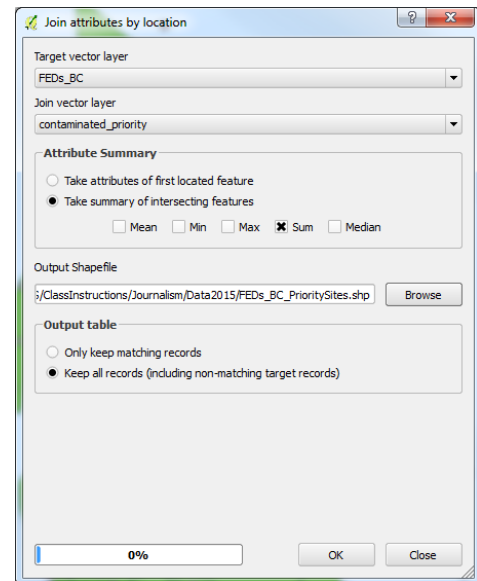 Join attributes by location
Target vector layer
FEDs_BC
Join vector layer
contaminated_priority
Attribute Summary
Take attributes of first located feature
Take summary of intersecting features
Mean Min Max Sum Median
Output Shapefile
;/ClassInstructions/Journalism/Data2015/FEDs_BC_PrioritySites.shp Browse
Output table
Only keep matching records
Keep all records (including non-matching target records)
0% OK Close